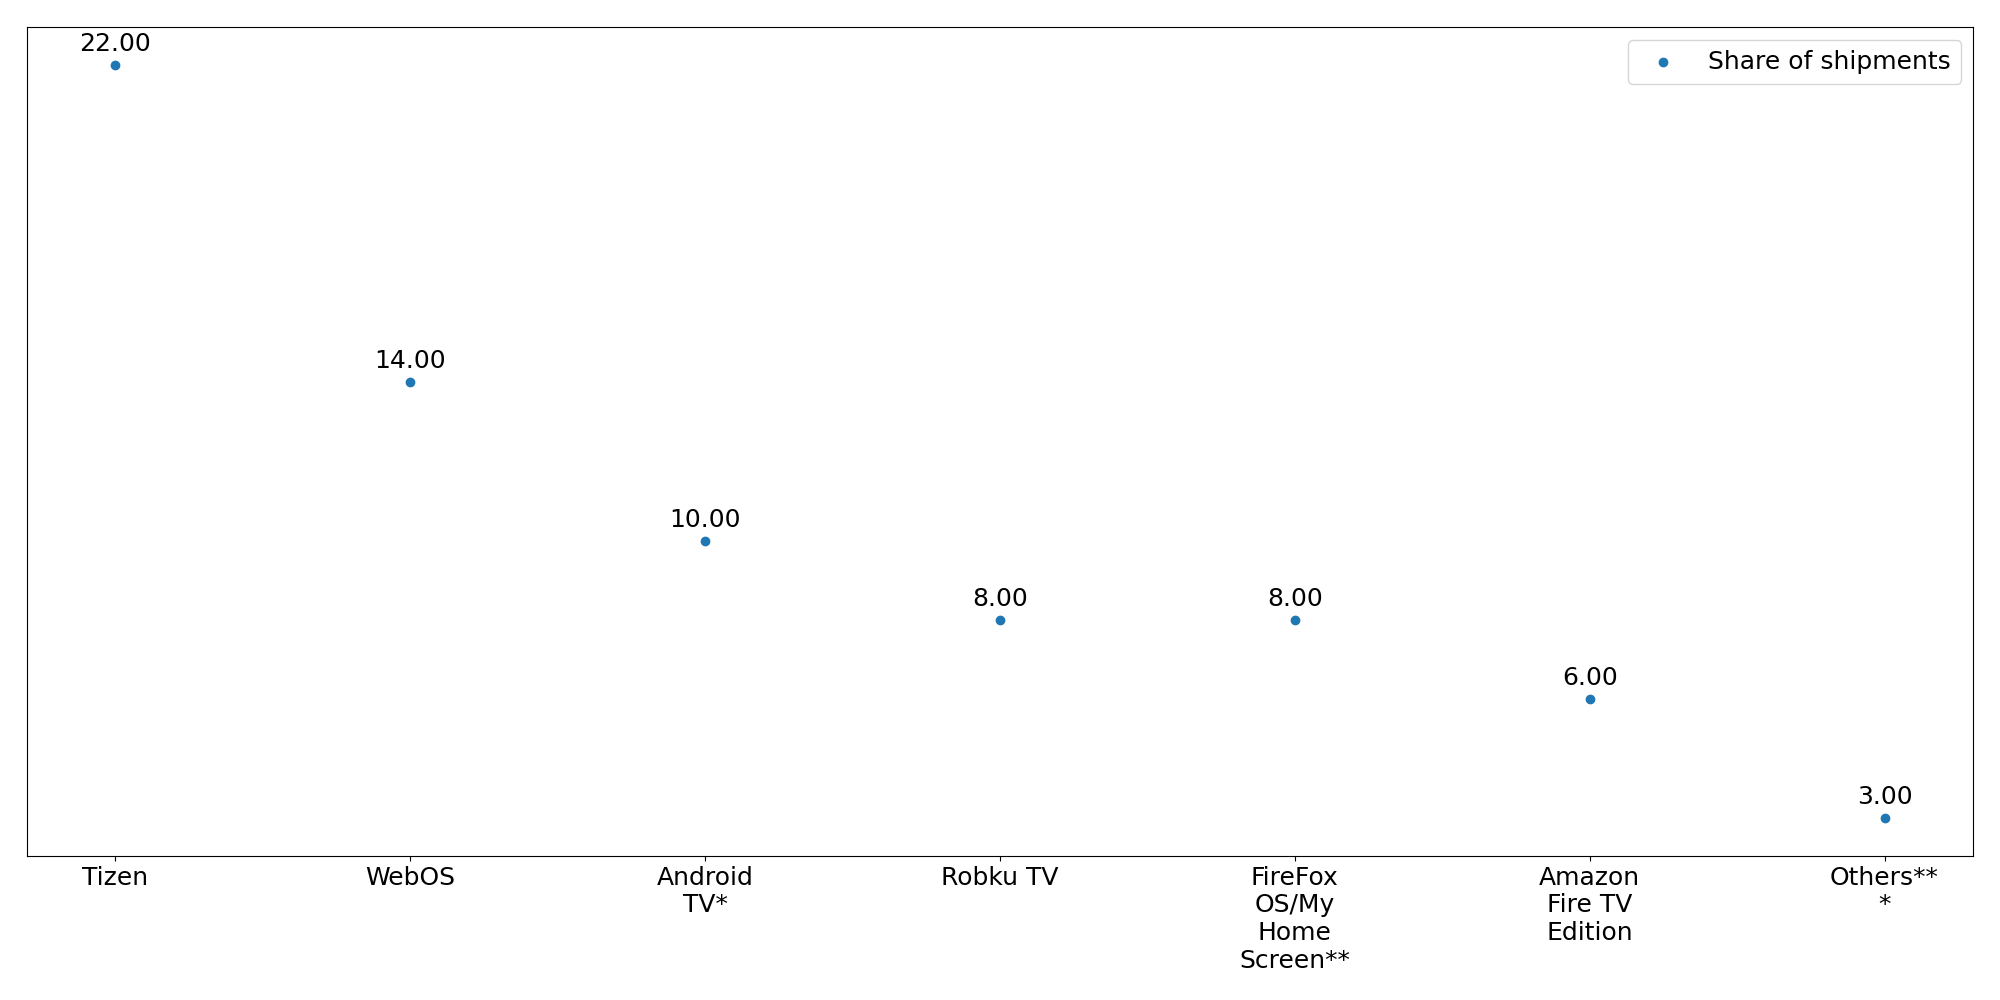 22.00
Share of shipments
14.00
10.00
8.00
8.00
6.00
3.00
Tizen
WebOS
Android
TV*
Robku TV
FireFox
OS/My
Home
Screen**
Amazon
Fire TV
Edition
Others**
*